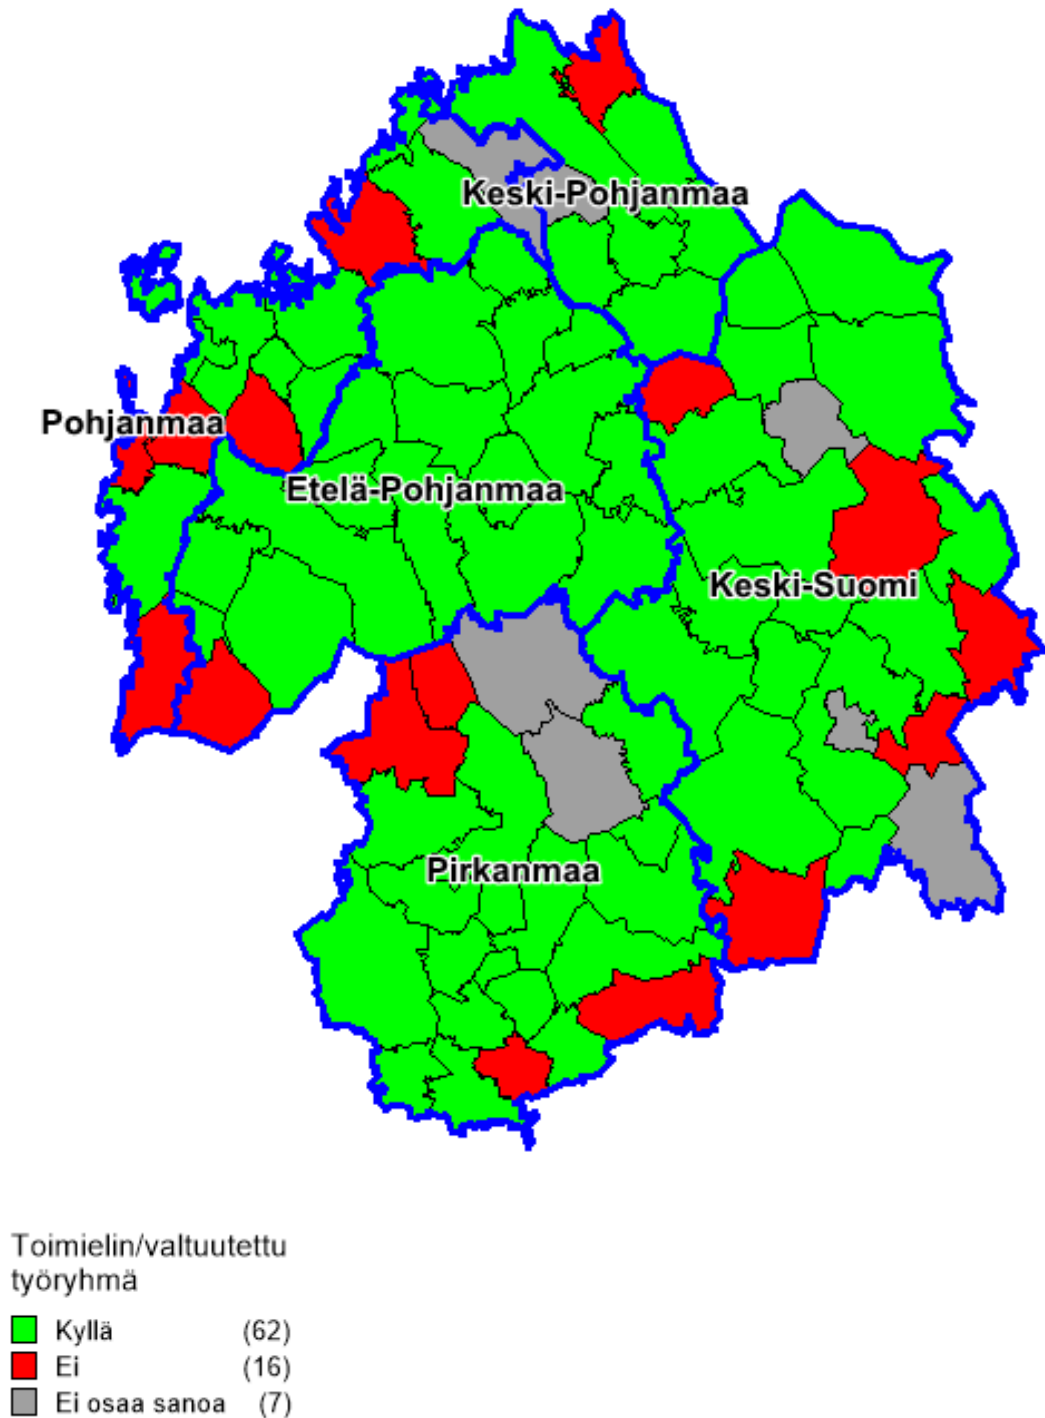 Keski-Pohjanmaa
Pohjanmaa
Etelä-Pohjanmaa
Keski-Suomi
Pirkanmaa
Toimielin/valtuutettu
työryhmä
Kyllä (62)
Ei (16)
Ei osaa sanoa (7)